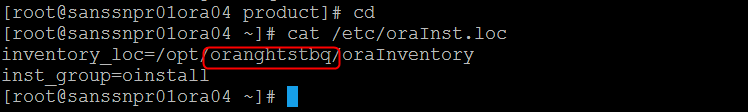 [root@sanssnpr01ora04 product]# cd
[root@sanssnpr01ora04 ~]# cat /etc/oraInst.loc
inventory_loc=/opt/oranghtstbq/oraInventory
inst_group=oinstall
[root@sanssnpr01ora04 ~]#